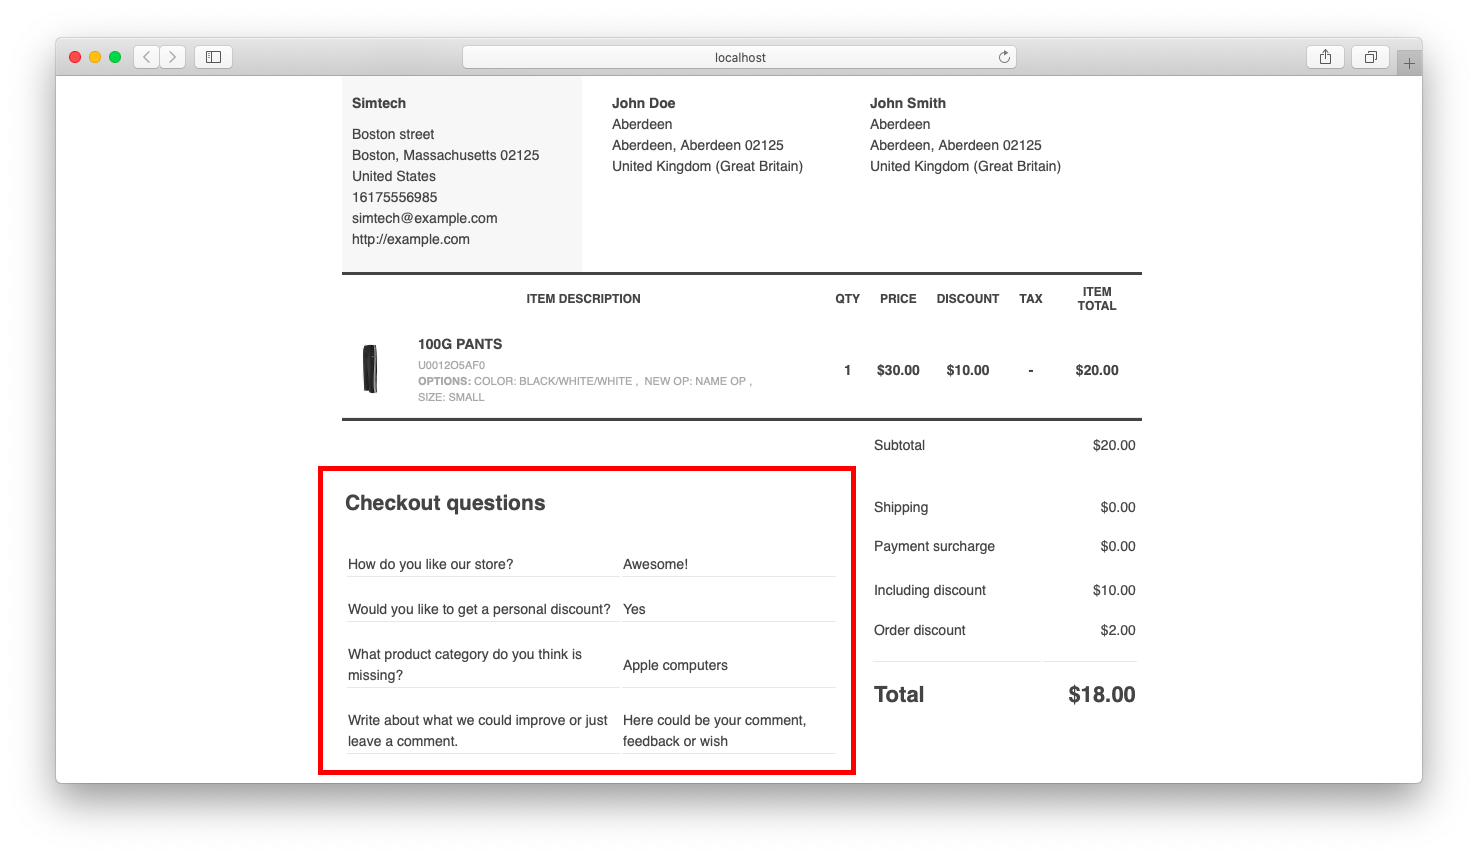 localhost
Simtech
Boston street
Boston, Massachusetts 02125
United States
16175556985
simtech@example.com
http://example.com
John Doe
Aberdeen
Aberdeen, Aberdeen 02125
United Kingdom (Great Britain)
John Smith
Aberdeen
Aberdeen, Aberdeen 02125
United Kingdom (Great Britain)
ITEM DESCRIPTION QTY PRICE DISCOUNT TAX ITEM
TOTAL
100G PANTS
U0012O5AF0
OPTIONS: COLOR: BLACK/WHITE/WHITE , NEW OP: NAME OP ,
SIZE: SMALL
1 $30.00 $10.00 - $20.00
Subtotal $20.00
Shipping $0.00
Payment surcharge $0.00
Including discount $10.00
Order discount $2.00
Total $18.00
Checkout questions
How do you like our store? Awesome!
Would you like to get a personal discount? Yes
What product category do you think is
missing?
Apple computers
Write about what we could improve or just
leave a comment.
Here could be your comment,
feedback or wish